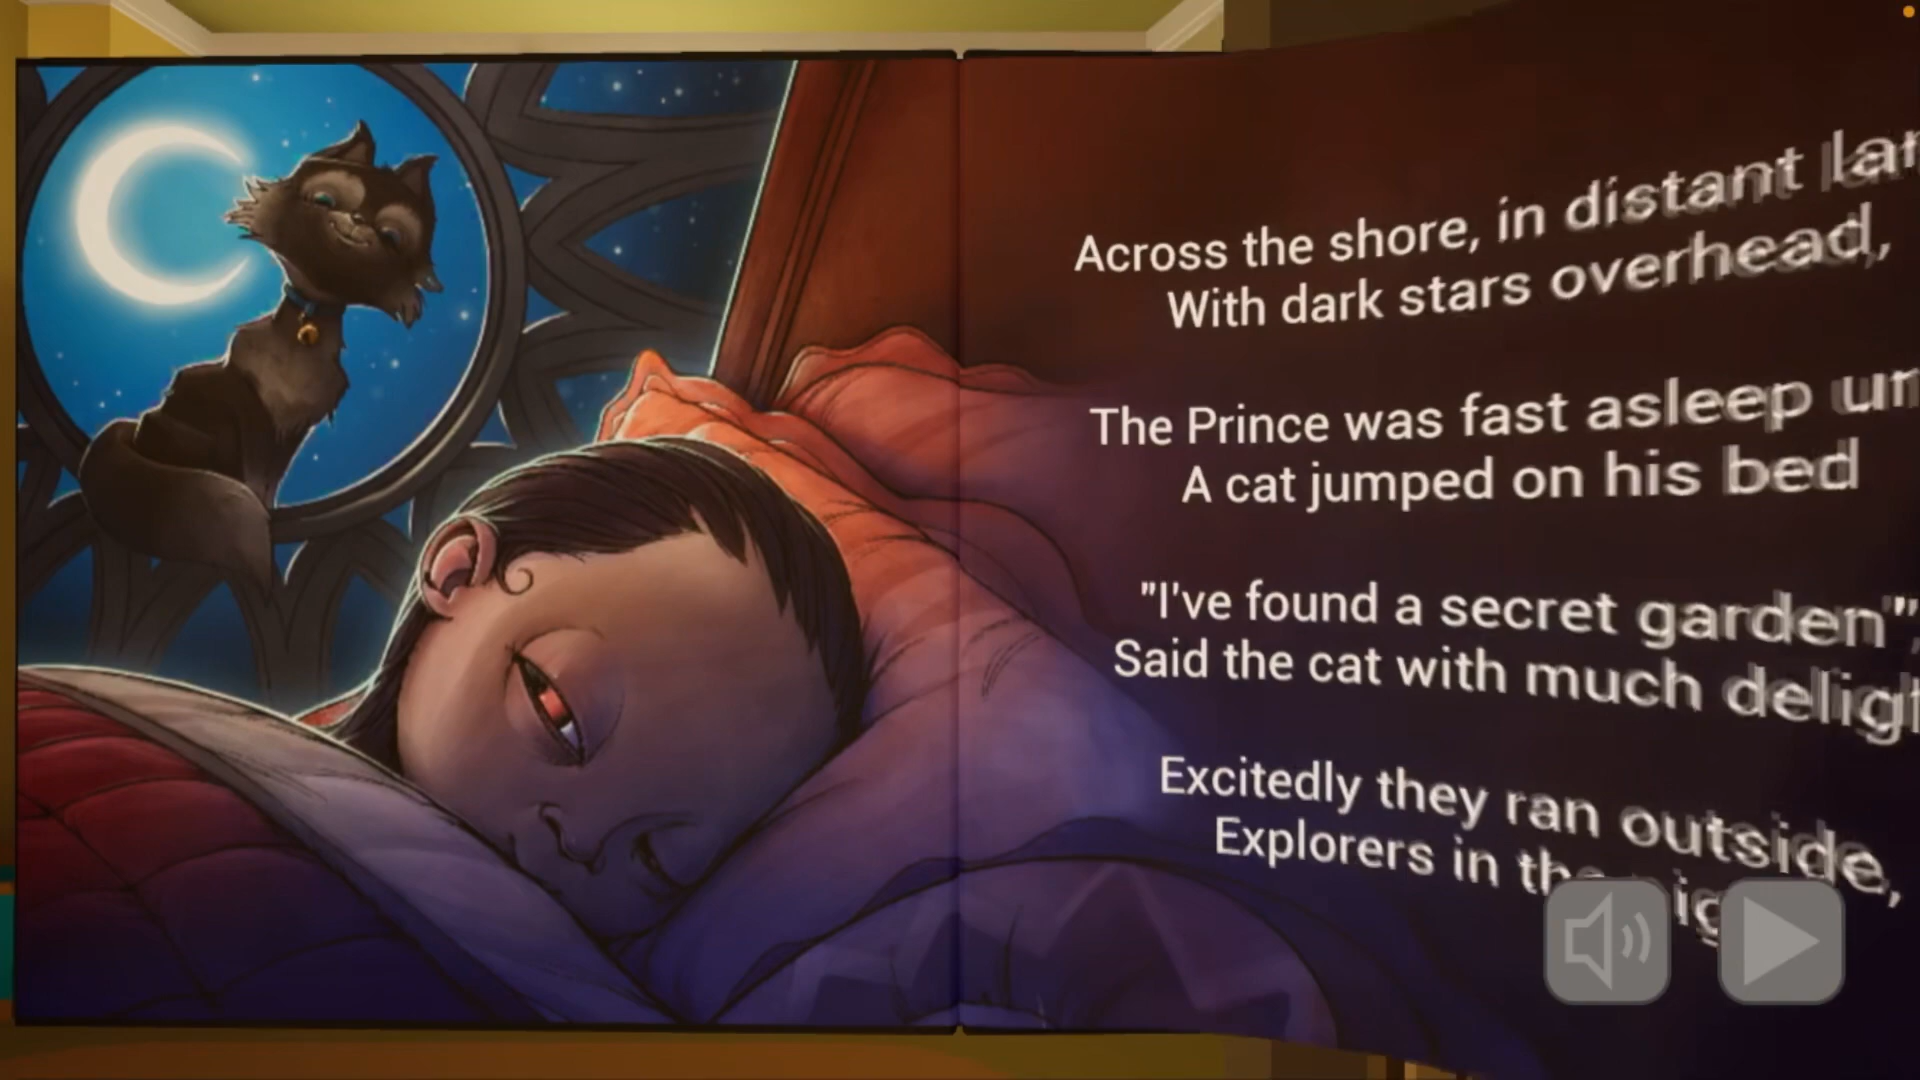 Across the shore, in distant
With dark stars overhead,
The Prince was fast asleep
A cat jumped on his bed
"I've found a secret garden"
Said the cat with much
Excitedly they ran outside,
Explorers in